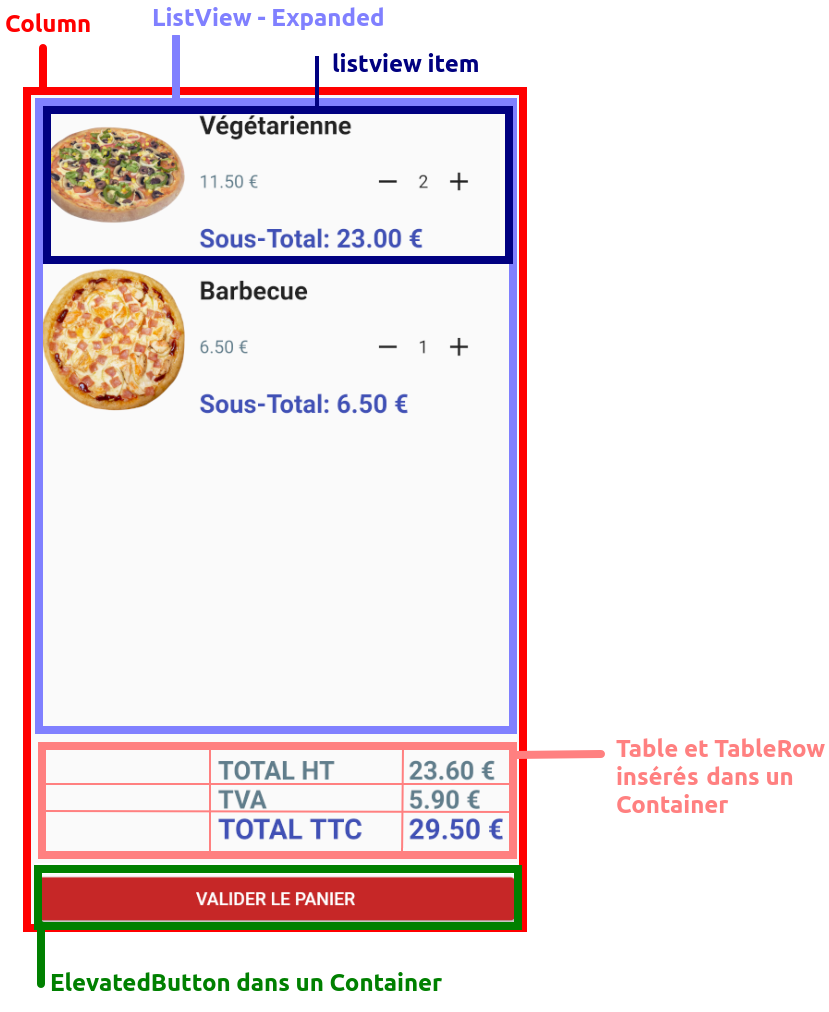 Column
ListView - Expanded
listview item
Végétarienne
11.50 €
2
Sous-Total: 23.00 €
Barbecue
6.50 €
1
Sous-Total: 6.50 €
TOTAL HT 23.60 €
TVA 5.90 €
TOTAL TTC 29.50 €
Table et TableRow
insérés dans un
Container
VALIDER LE PANIER
ElevatedButton dans un Container